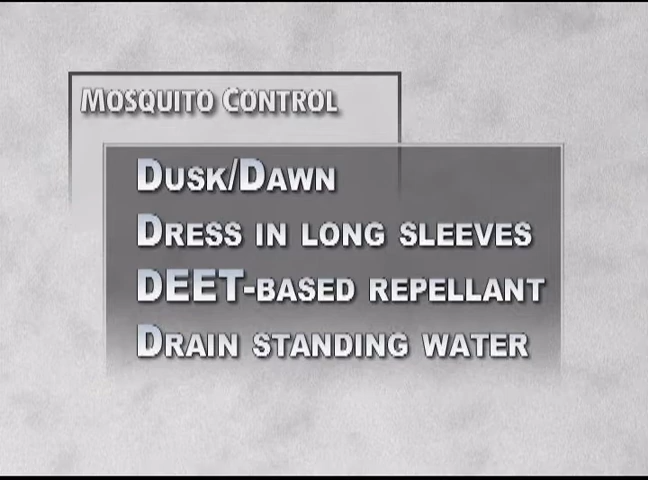 Mosquito Control
Dusk/Dawn
Dress in long sleeves
DEET-based repellant
Drain standing water